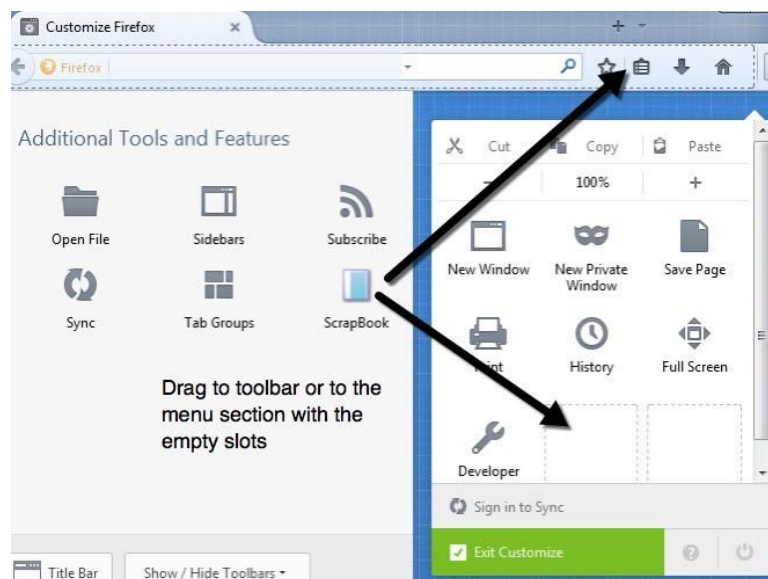 Customize Firefox
Firefox
Additional Tools and Features
Open File
Sidebars
Subscribe
Sync
Tab Groups
ScrapBook
Drag to toolbar or to the
menu section with the
empty slots
Title Bar
Show / Hide Toolbars
Cut
Copy
Paste
100%
New Window
New Private
Window
Save Page
Print
History
Full Screen
Developer
Sign in to Sync
Exit Customize